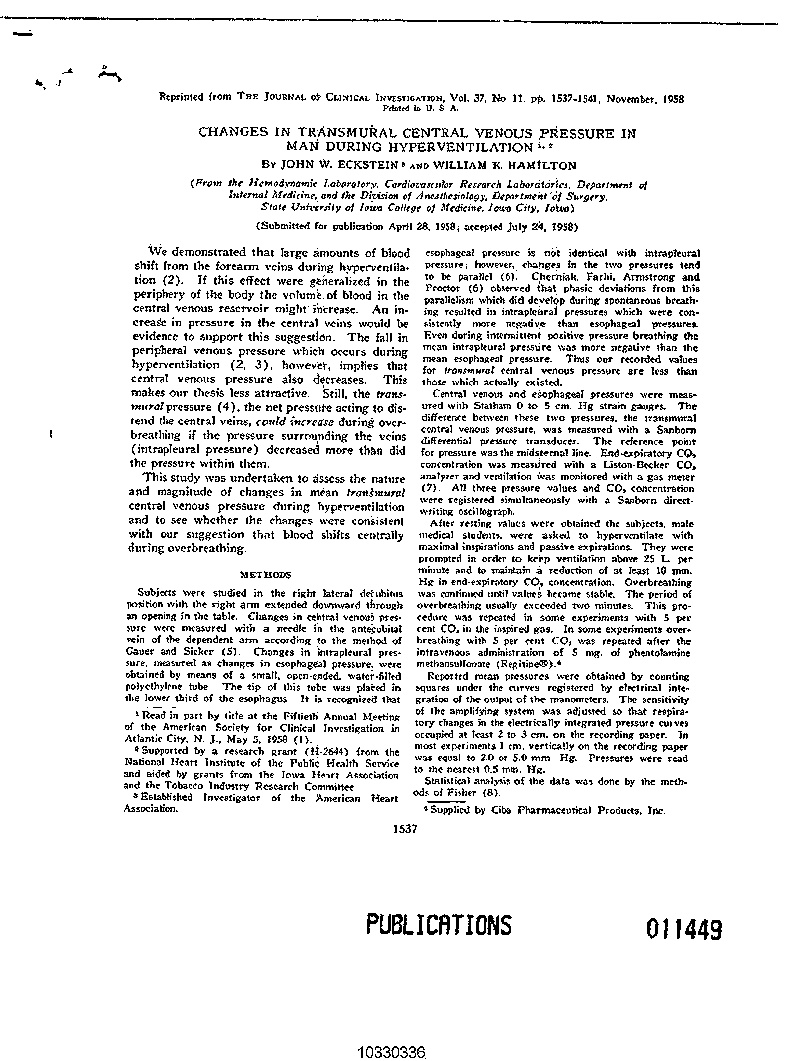 Reprinted from THE JOURNAL OF CLINICAL INVESTIGATION, Vol. 37, No 11. pp. 1537-1541, November, 1958
Printed in U. S. A.
CHANGES IN TRANSMURAL CENTRAL VENOUS PRESSURE IN
MAN DURING HYPERVENTILATION 1, 2
BY JOHN W. ECKSTEIN 3 AND WILLIAM K. HAMILTON
(From the Hemodynamic Laboratory, Cardiovascular Research Laboratories, Department of
Internal Medicine, and the Division of Anesthesiology, Department of Surgery,
State University of Iowa College of Medicine, Iowa City, Iowa)
(Submitted for publication April 28, 1958; accepted July 24, 1958)
We demonstrated that large amounts of blood
shift from the forearm veins during hyperventila-
tion (2). If this effect were generalized in the
periphery of the body the volume of blood in the
central venous reservoir might increase. An in-
crease in pressure in the central veins would be
evidence to support this suggestion. The fall in
peripheral venous pressure which occurs during
hyperventilation (2, 3), however, implies that
central venous pressure also decreases. This
makes our thesis less attractive. Still, the trans-
mural pressure (4), the net pressure acting to dis-
tend the central veins, could increase during over-
breathing if the pressure surrounding the veins
(intrapleural pressure) decreased more than did
the pressure within them.
This study was undertaken to assess the nature
and magnitude of changes in mean transmural
central venous pressure during hyperventilation
and to see whether the changes were consistent
with our suggestion that blood shifts centrally
during overbreathing.
METHODS
Subjects were studied in the right lateral decubitus
position with the right arm extended downward through
an opening in the table. Changes in central venous pres-
sure were measured with a needle in the antecubital
vein of the dependent arm according to the method of
Gauer and Sicker (5). Changes in intrapleural pres-
sure, measured as changes in esophageal pressure, were
obtained by means of a small, open-ended, water-filled
polyethylene tube The tip of this tube was placed in
the lower third of the esophagus It is recognized that
1 Read in part by title at the Fiftieth Annual Meeting
of the American Society for Clinical Investigation in
Atlantic City, N. J., May 5, 1958 (1).
2 Supported by a research grant (H-2644) from the
National Heart Institute of the Public Health Service
and aided by grants from the Iowa Heart Association
and the Tobacco Industry Research Committee
3 Established Investigator of the American Heart
Association.
esophageal pressure is not identical with intrapleural
pressure; however, changes in the two pressures tend
to be parallel (6). Cherniak, Farhi, Armstrong and
Proctor (6) observed that phasic deviations from this
parallelism which did develop during spontaneous breath-
ing resulted in intrapleural pressures which were con-
sistently more negative than esophageal pressures.
Even during intermittent positive pressure breathing the
mean intrapleural pressure was more negative than the
mean esophageal pressure. Thus our recorded values
for transmural central venous pressure are less than
those which actually existed.
Central venous and esophageal pressures were meas-
ured with Statham 0 to 5 cm. Hg strain gauges. The
difference between these two pressures, the transmural
central venous pressure, was measured with a Sanborn
differential pressure transducer. The reference point
for pressure was the midsternal line. End-expiratory CO2
concentration was measured with a Liston-Becker CO2
analyzer and ventilation was monitored with a gas meter
(7). All three pressure values and CO2 concentration
were registered simultaneously with a Sanborn direct-
writing oscillograph.
After resting values were obtained the subjects, male
medical students, were asked to hyperventilate with
maximal inspirations and passive expirations. They were
prompted in order to keep ventilation above 25 L. per
minute and to maintain a reduction of at least 10 mm.
Hg in end-expiratory CO2 concentration. Overbreathing
was continued until values became stable. The period of
overbreathing usually exceeded two minutes. This pro-
cedure was repeated in some experiments with 5 per
cent CO2 in the inspired gas. In some experiments over-
breathing with 5 per cent CO2 was repeated after the
intravenous administration of 5 mg. of phentolamine
methansulfonate (Regitine®).4
Reported mean pressures were obtained by counting
squares under the curves registered by electrical inte-
gration of the output of the manometers. The sensitivity
of the amplifying system was adjusted so that respira-
tory changes in the electrically integrated pressure curves
occupied at least 2 to 3 cm. on the recording paper. In
most experiments 1 cm. vertically on the recording paper
was equal to 2.0 or 5.0 mm Hg. Pressures were read
to the nearest 0.5 mm. Hg.
Statistical analysis of the data was done by the meth-
ods of Fisher (8).
4 Supplied by Ciba Pharmaceutical Products, Inc.
1537
PUBLICATIONS
011449
10330336